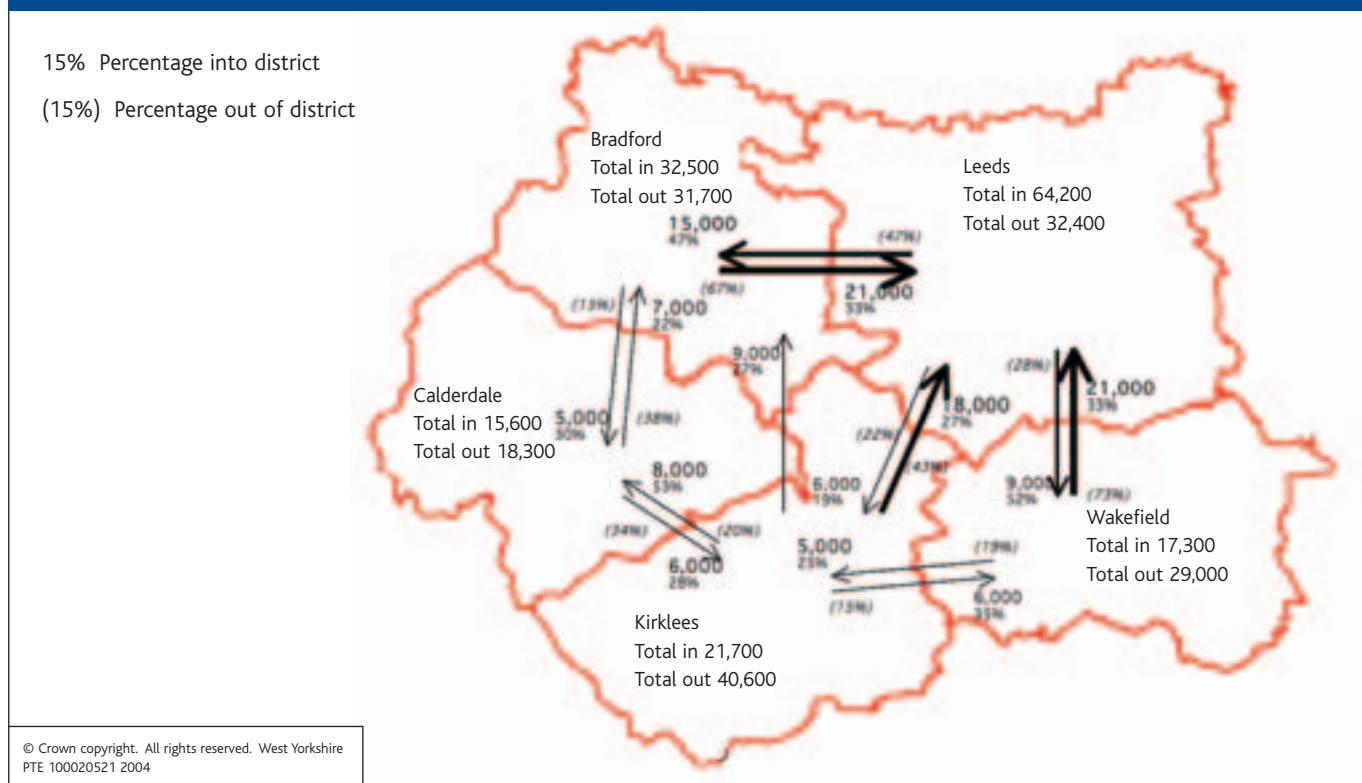 15% Percentage into district
(15%) Percentage out of district
Bradford
Total in 32,500
Total out 31,700
Leeds
Total in 64,200
Total out 32,400
15,000
47%
(47%)
(67%)
21,000
33%
(15%)
7,000
22%
9,000
27%
Calderdale
Total in 15,600
Total out 18,300
5,000
30%
(38%)
(28%)
21,000
33%
18,000
27%
(22%)
(43%)
8,000
53%
6,000
19%
9,000
52%
(73%)
Wakefield
Total in 17,300
Total out 29,000
(34%)
(20%)
6,000
28%
5,000
(19%)
(15%)
6,000
35%
Kirklees
Total in 21,700
Total out 40,600
© Crown copyright. All rights reserved. West Yorkshire
PTE 100020521 2004